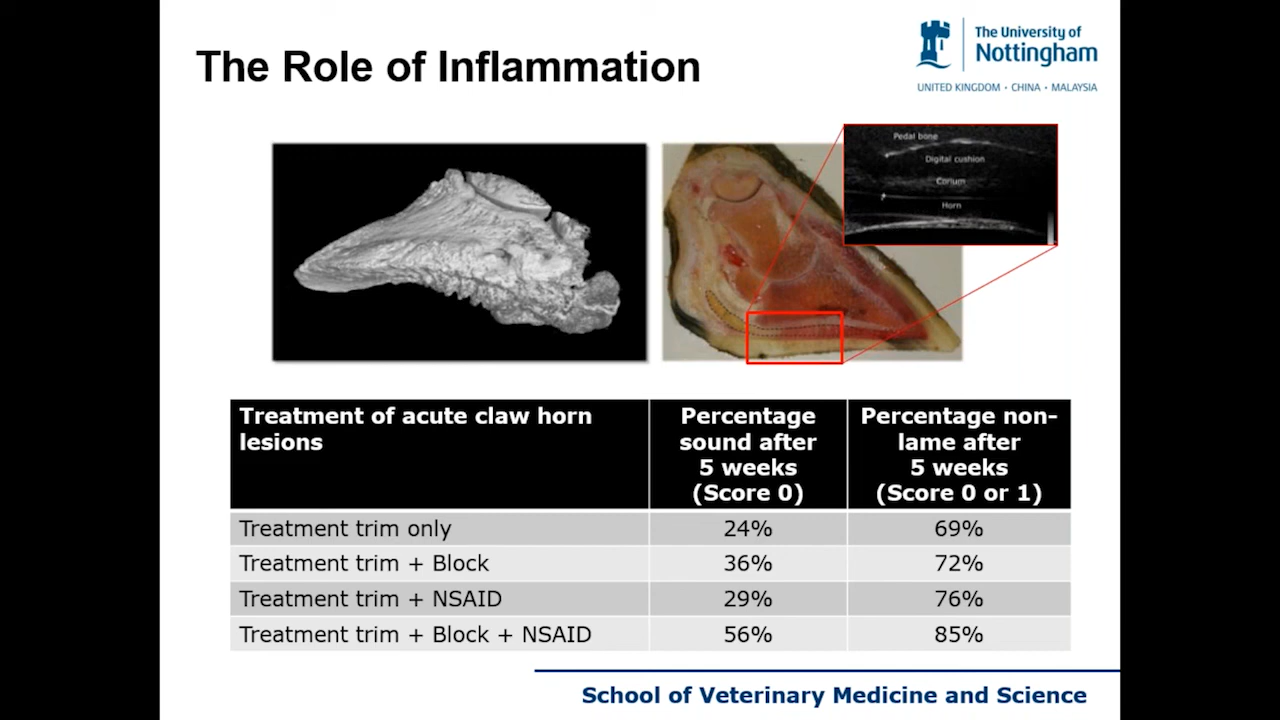 The Role of Inflammation
The University of
Nottingham
UNITED KINGDOM · CHINA · MALAYSIA
Pedal bone
Digital cushion
Corium
Horn
Treatment of acute claw horn
lesions
Percentage
sound after
5 weeks
(Score 0)
Percentage non-
lame after
5 weeks
(Score 0 or 1)
Treatment trim only
24%
69%
Treatment trim + Block
36%
72%
Treatment trim + NSAID
29%
76%
Treatment trim + Block + NSAID
56%
85%
School of Veterinary Medicine and Science